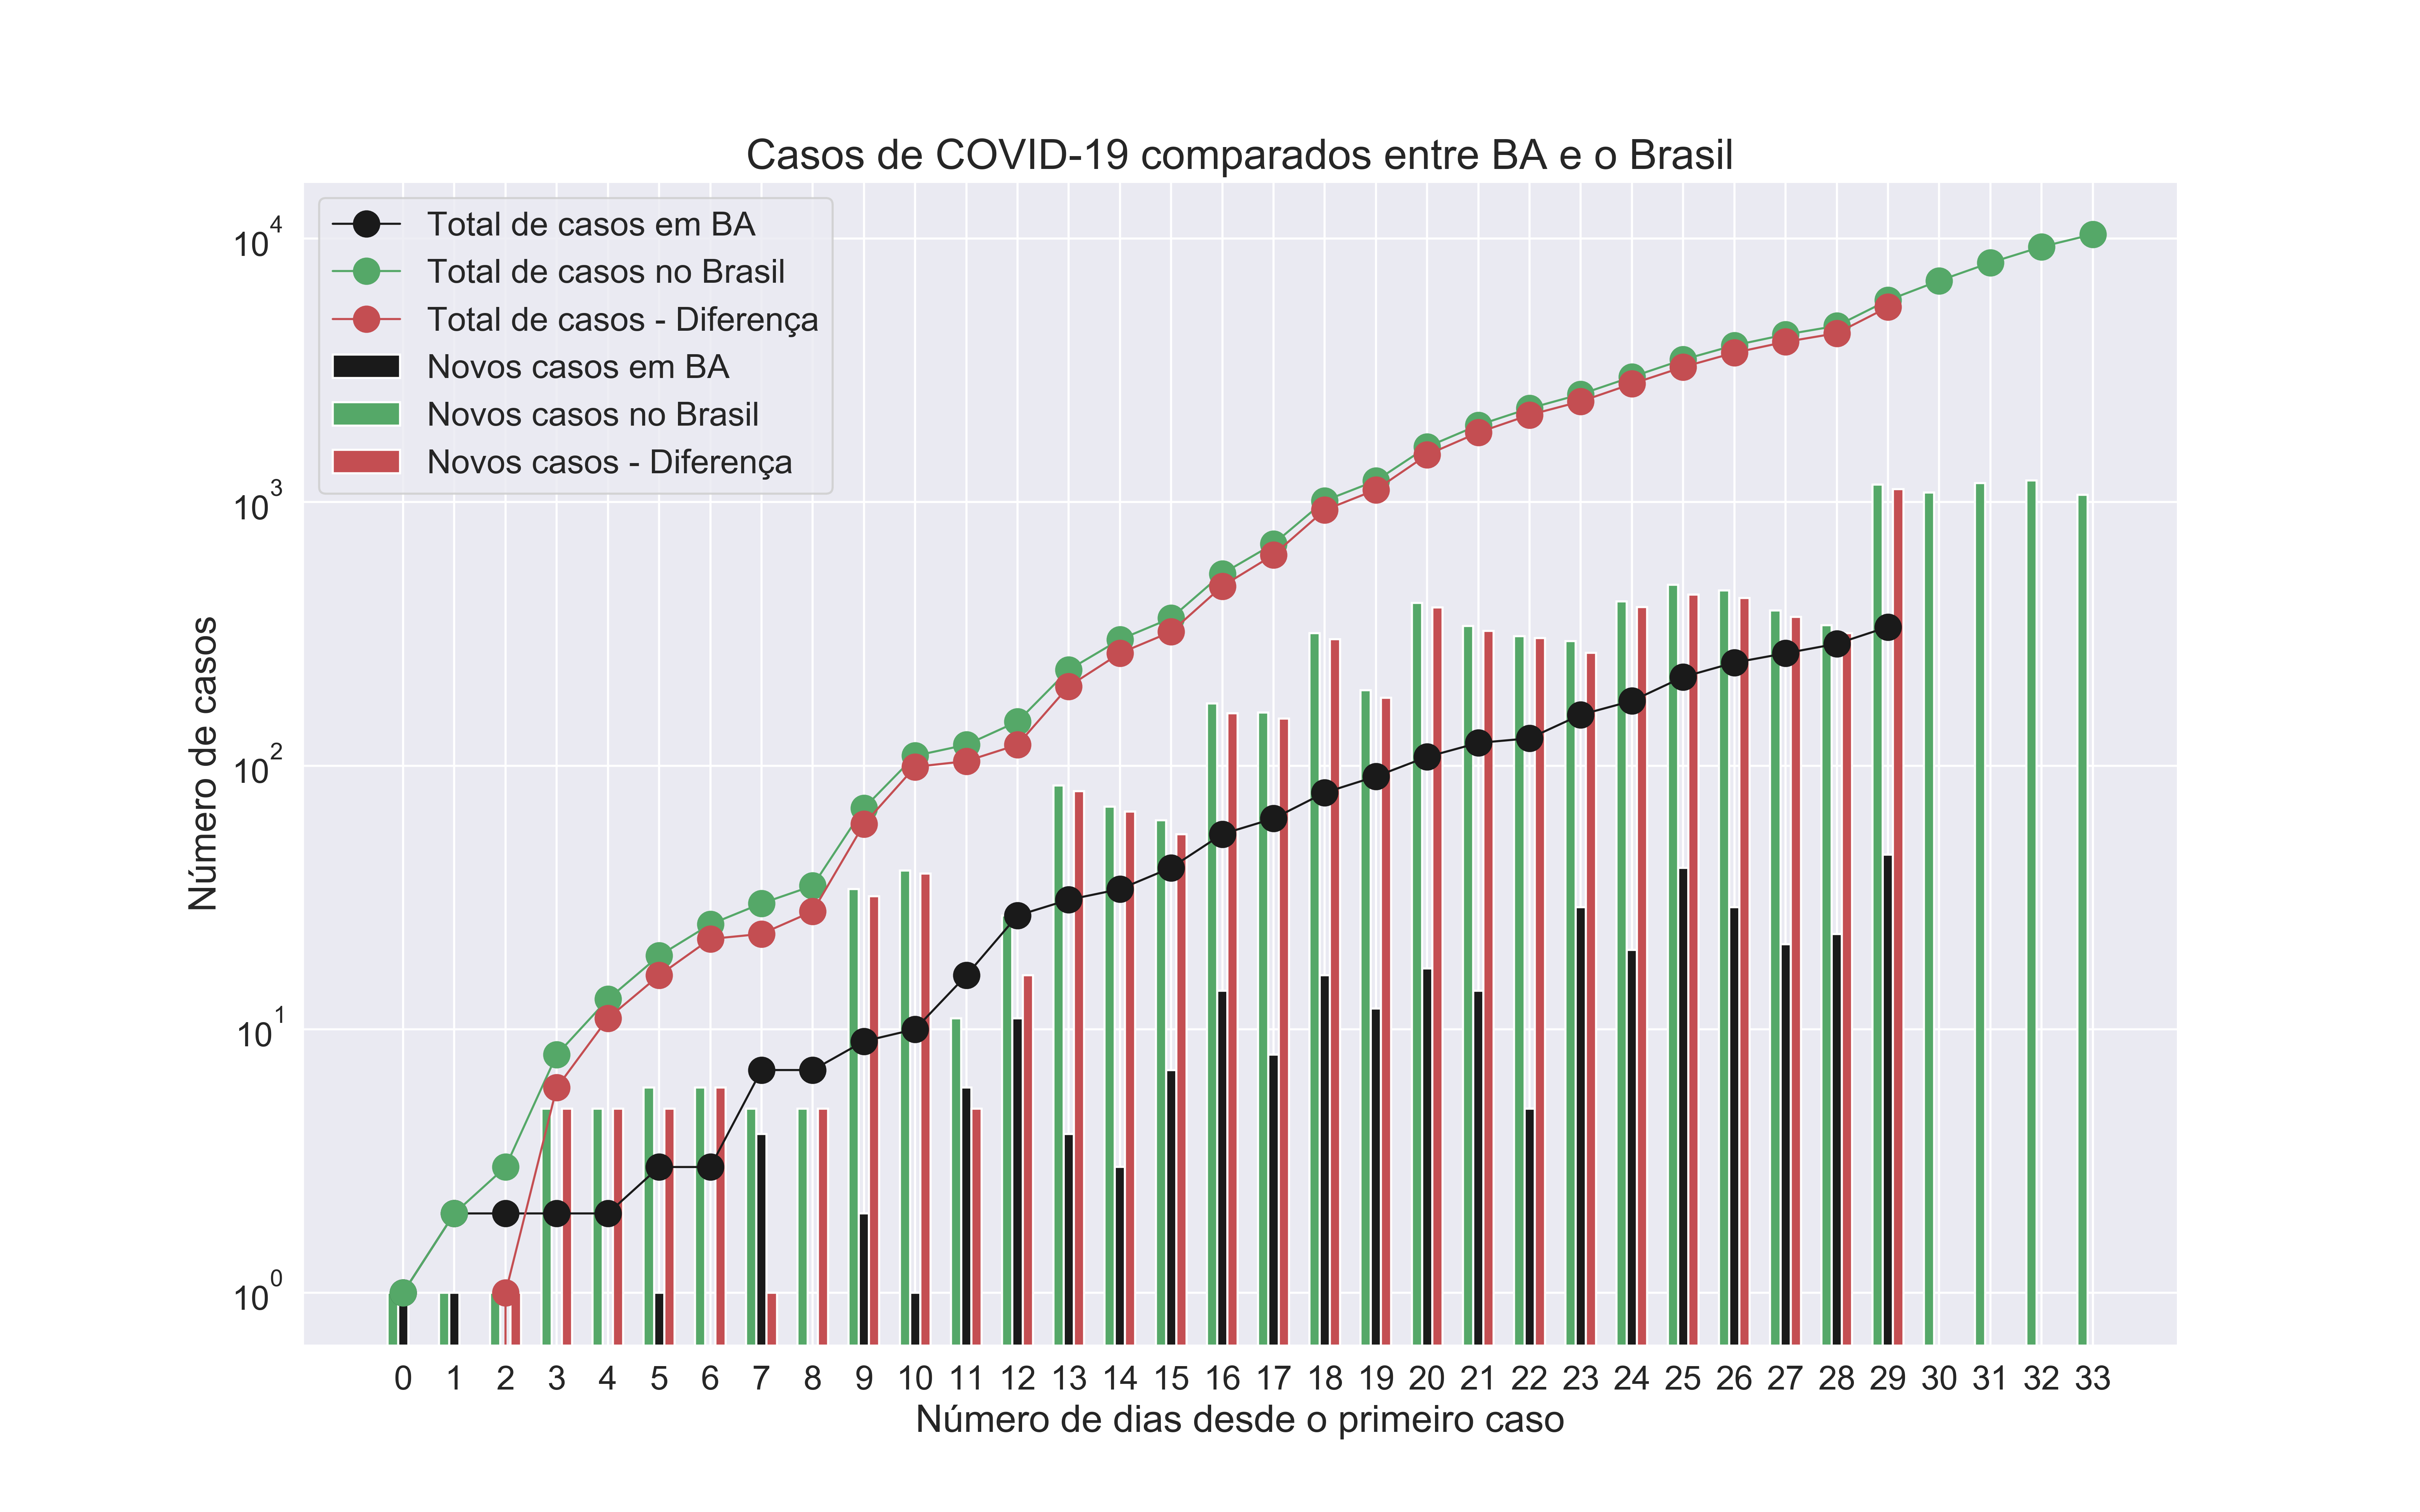 Casos de COVID-19 comparados entre BA e o Brasil
Total de casos em BA
Total de casos no Brasil
Total de casos - Diferença
Novos casos em BA
Novos casos no Brasil
Novos casos - Diferença
10^4
10^3
10^2
10^1
10^0
Número de casos
0 1 2 3 4 5 6 7 8 9 10 11 12 13 14 15 16 17 18 19 20 21 22 23 24 25 26 27 28 29 30 31 32 33
Número de dias desde o primeiro caso